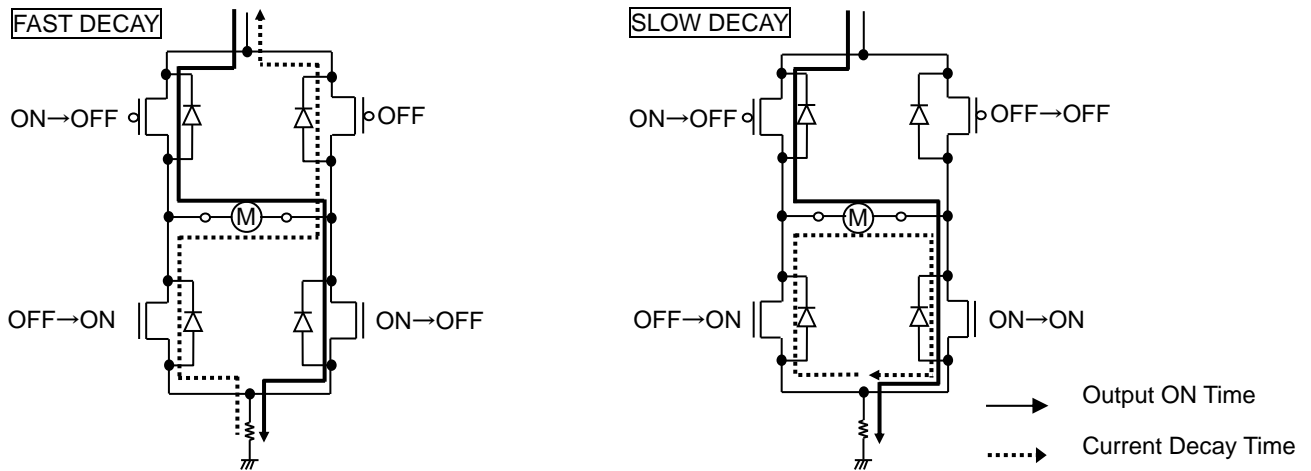 FAST DECAY
ON→OFF
OFF
M
OFF→ON
ON→OFF
SLOW DECAY
ON→OFF
OFF→OFF
M
OFF→ON
ON→ON
Output ON Time
Current Decay Time